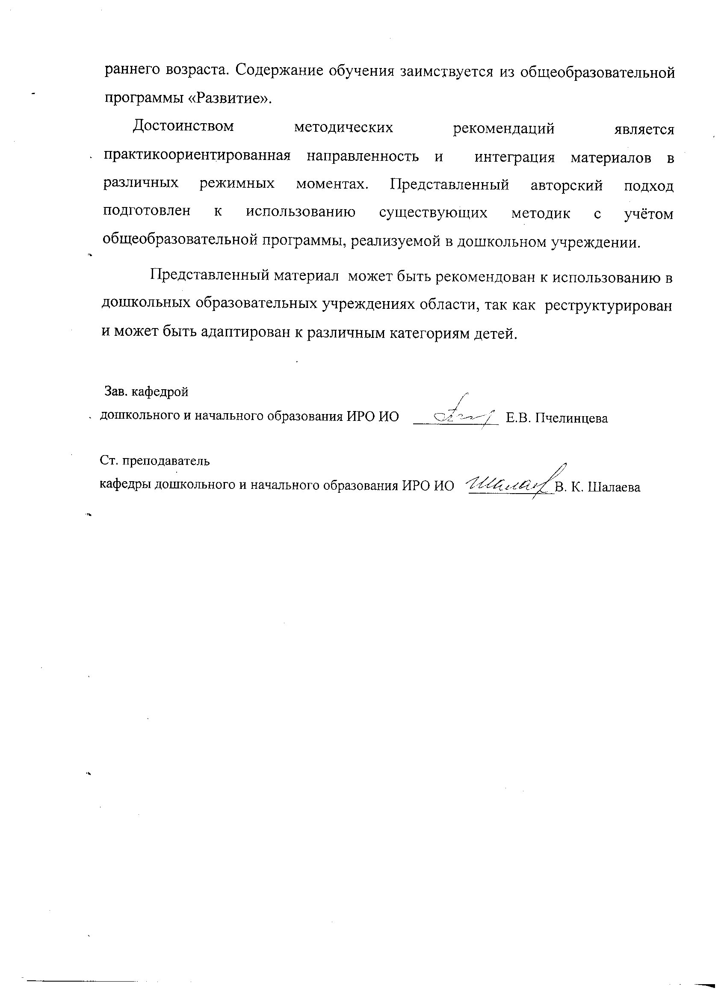 раннего возраста. Содержание обучения заимствуется из общеобразовательной
программы «Развитие».
Достоинством методических рекомендаций является
практикоориентированная направленность и интеграция материалов в
различных режимных моментах. Представленный авторский подход
подготовлен к использованию существующих методик с учётом
общеобразовательной программы, реализуемой в дошкольном учреждении.
Представленный материал может быть рекомендован к использованию в
дошкольных образовательных учреждениях области, так как реструктурирован
и может быть адаптирован к различным категориям детей.
Зав. кафедрой
дошкольного и начального образования ИРО ИО Е.В. Пчелинцева
Ст. преподаватель
кафедры дошкольного и начального образования ИРО ИО В. К. Шалаева